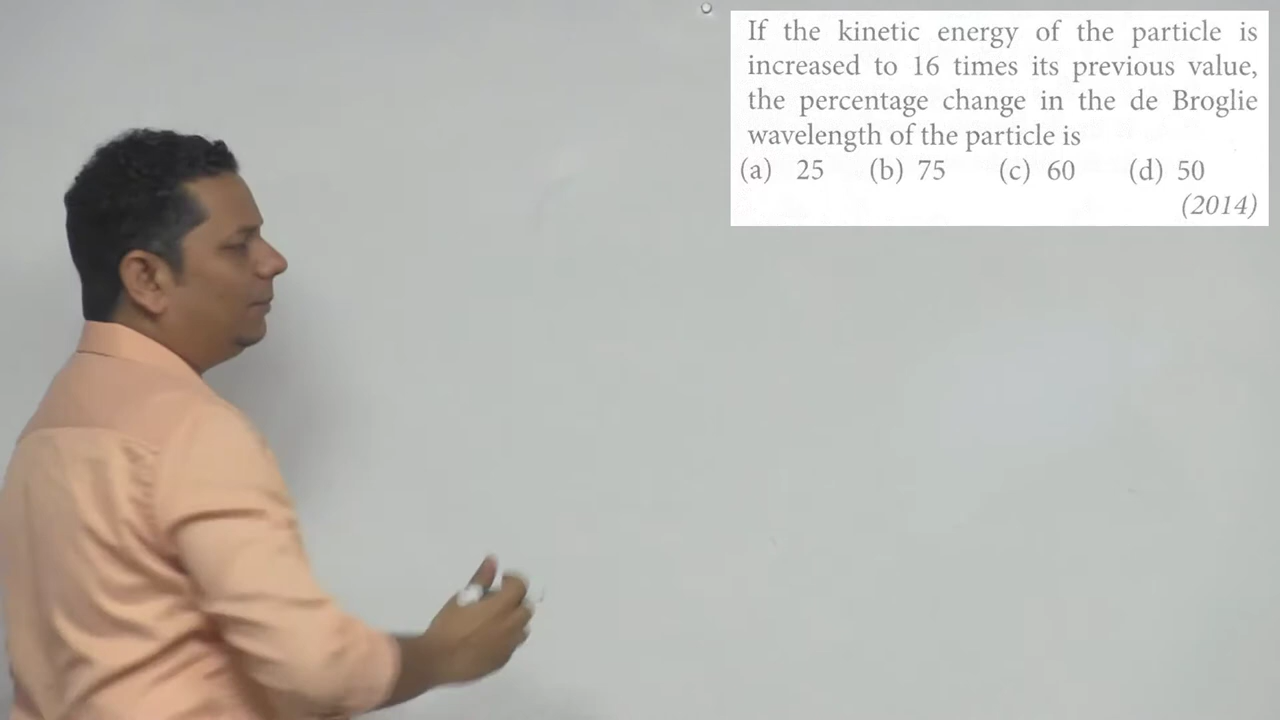 If the kinetic energy of the particle is
increased to 16 times its previous value,
the percentage change in the de Broglie
wavelength of the particle is
(a) 25 (b) 75 (c) 60 (d) 50
(2014)